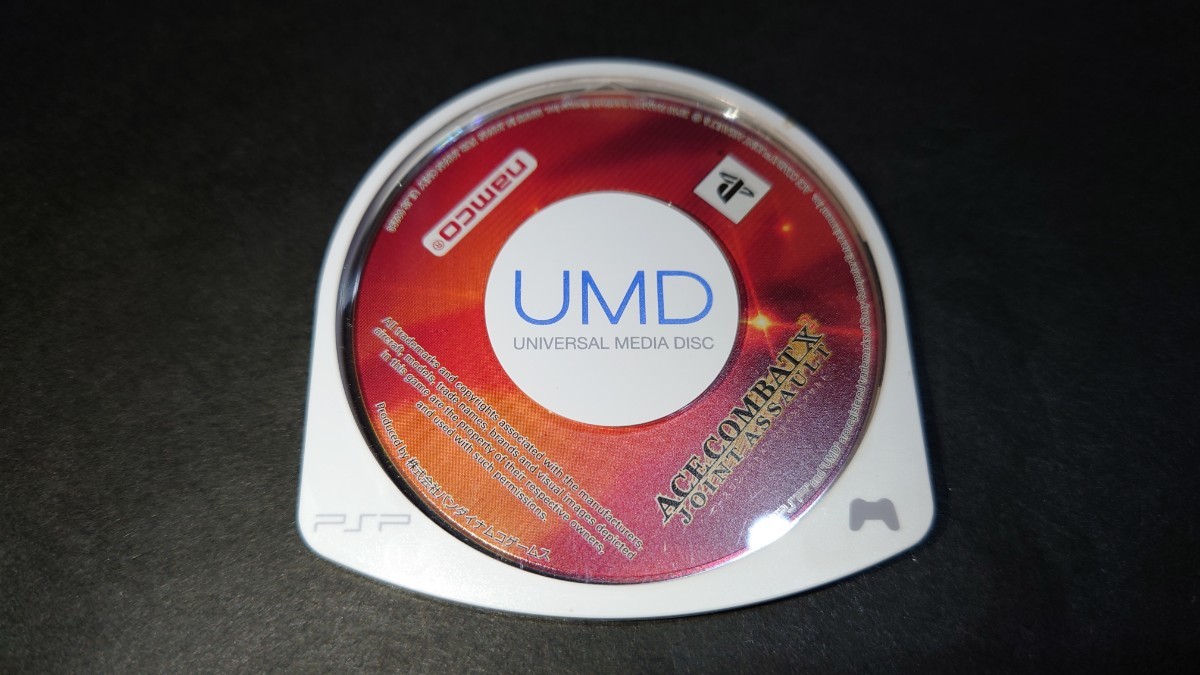 namco®
UMD
UNIVERSAL MEDIA DISC
ACE COMBAT X2
JOINT ASSAULT
All trademarks and copyrights associated with the manufacturers,
aircraft, models, trade names, brands and visual images depicted
in this game are the property of their respective owners,
and used with such permissions.
Produced by 株式会社バンダイナムコゲームス
PSP